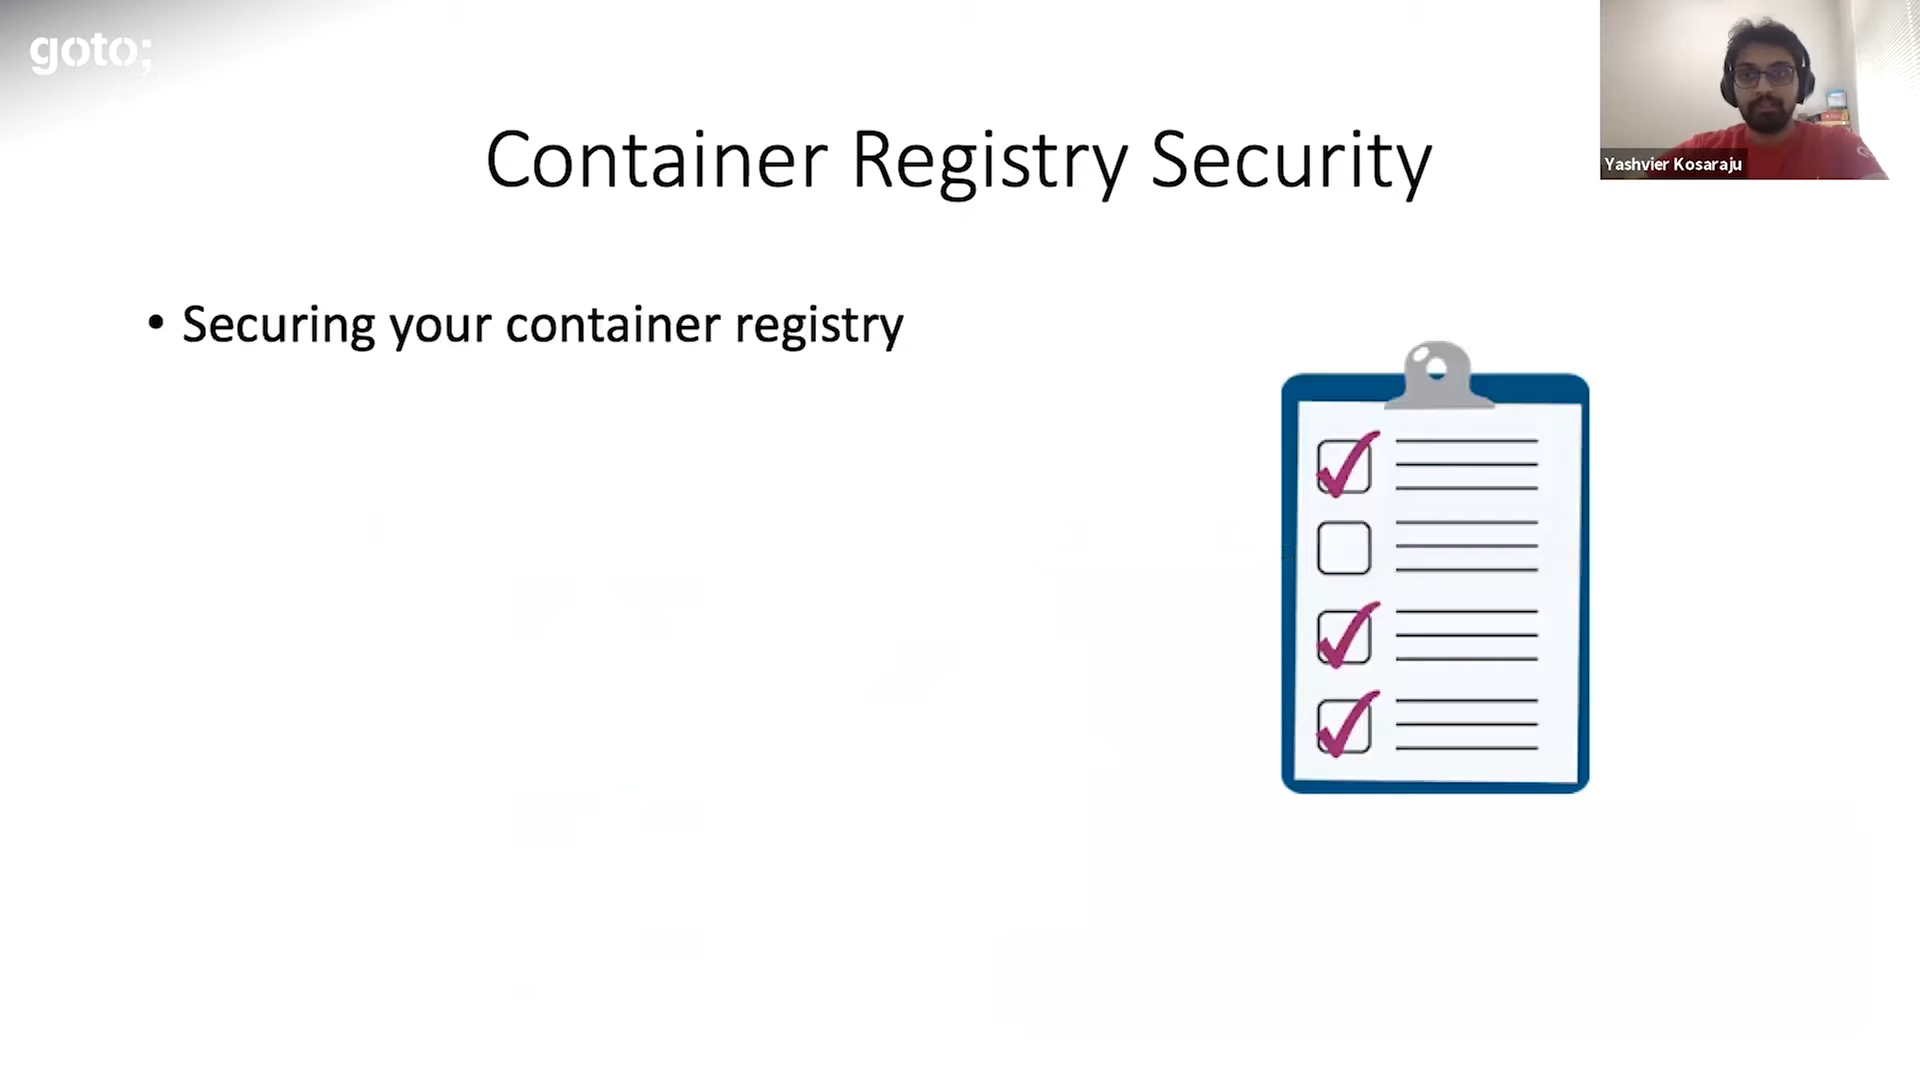 goto;
Yashvier Kosaraju
Container Registry Security
• Securing your container registry